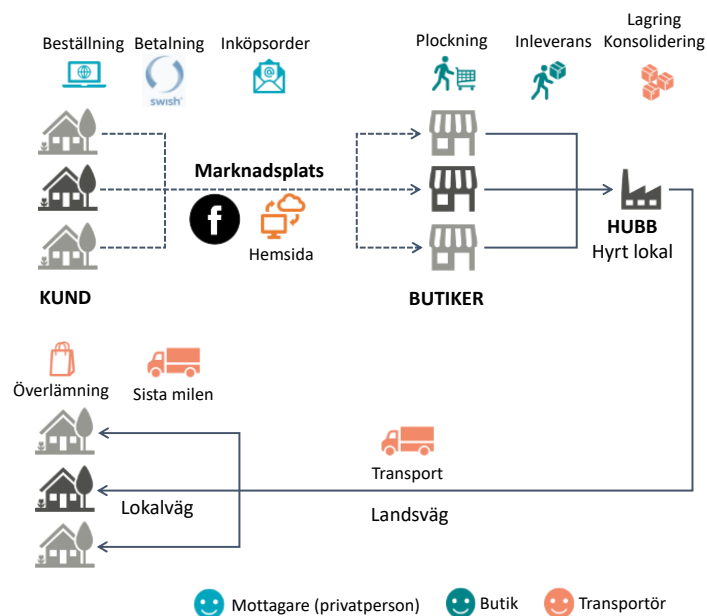 Beställning
Betalning
Inköpsorder
Plockning
Inleverans
Lagring
Konsolidering
swish
Marknadsplats
f
Hemsida
HUBB
Hyrt lokal
KUND
BUTIKER
Överlämning
Sista milen
Transport
Lokalväg
Landsväg
Mottagare (privatperson)
Butik
Transportör